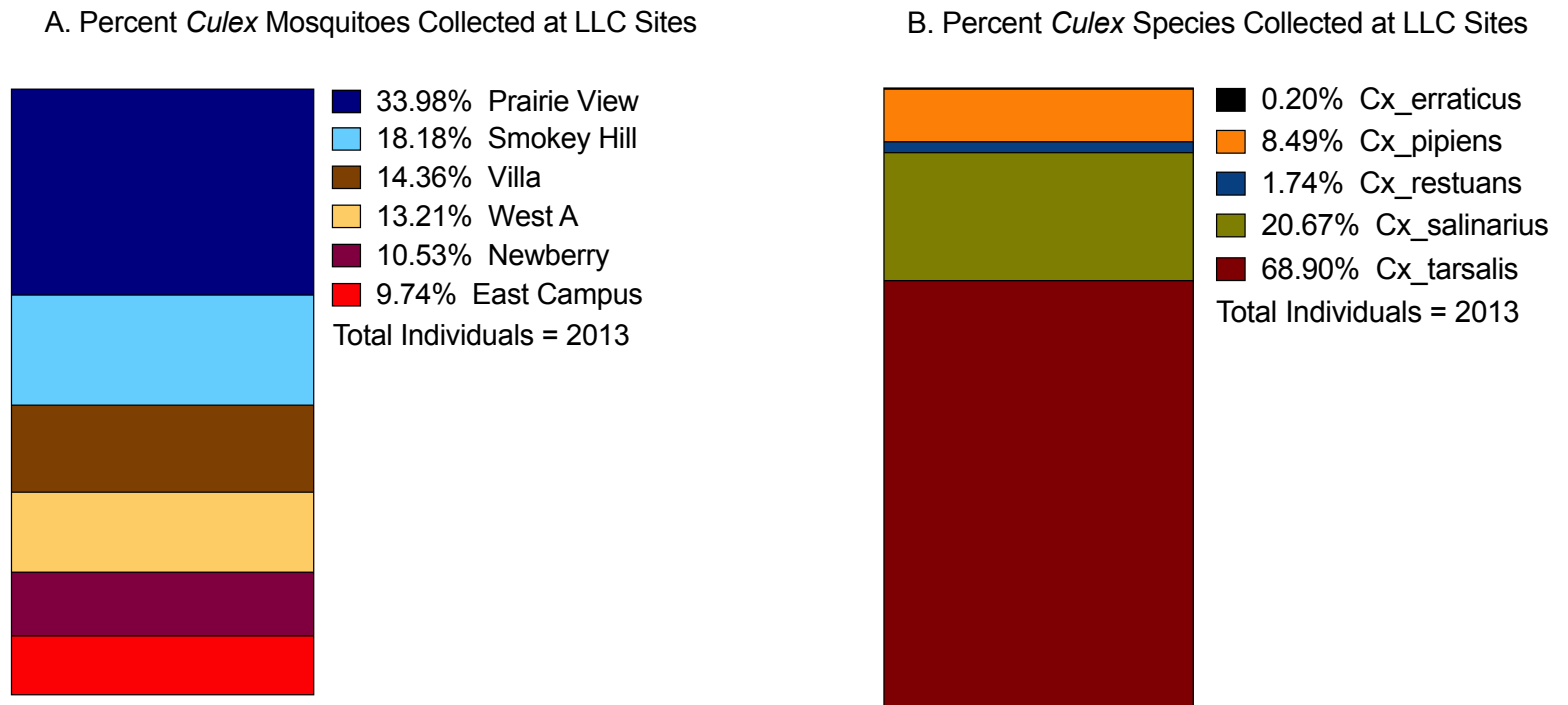 A. Percent Culex Mosquitoes Collected at LLC Sites
33.98% Prairie View
18.18% Smokey Hill
14.36% Villa
13.21% West A
10.53% Newberry
9.74% East Campus
Total Individuals = 2013
B. Percent Culex Species Collected at LLC Sites
0.20% Cx_erraticus
8.49% Cx_pipiens
1.74% Cx_restuans
20.67% Cx_salinarius
68.90% Cx_tarsalis
Total Individuals = 2013